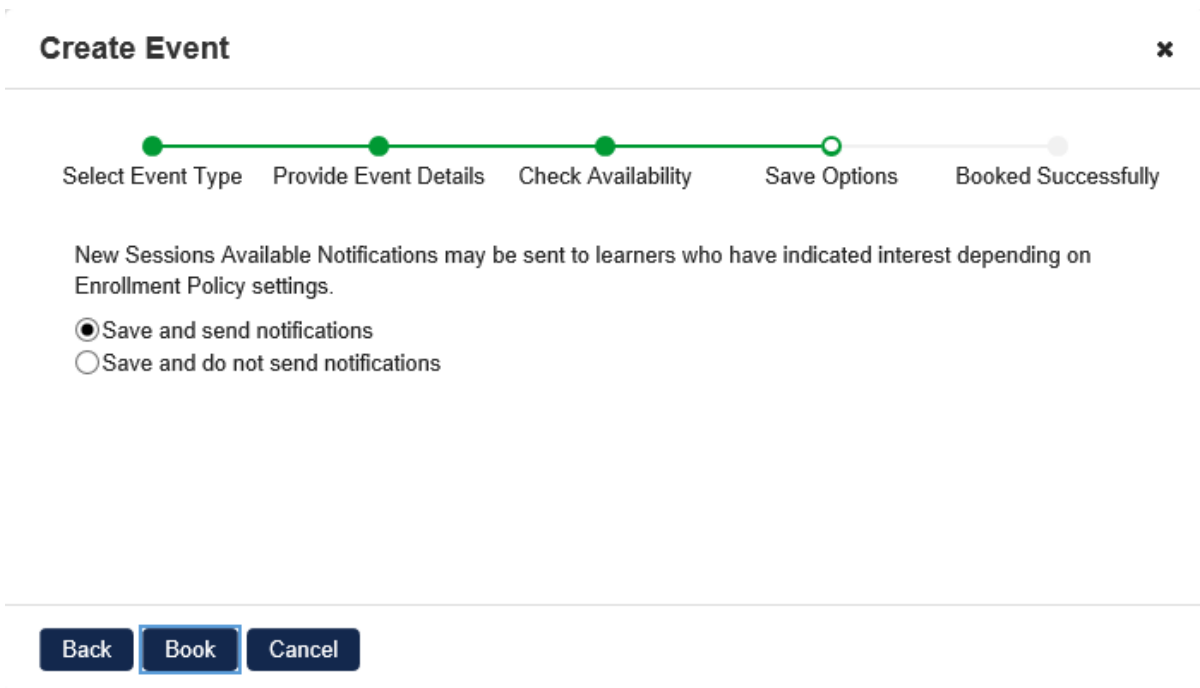 Create Event
Select Event Type
Provide Event Details
Check Availability
Save Options
Booked Successfully
New Sessions Available Notifications may be sent to learners who have indicated interest depending on
Enrollment Policy settings.
Save and send notifications
Save and do not send notifications
Back
Book
Cancel